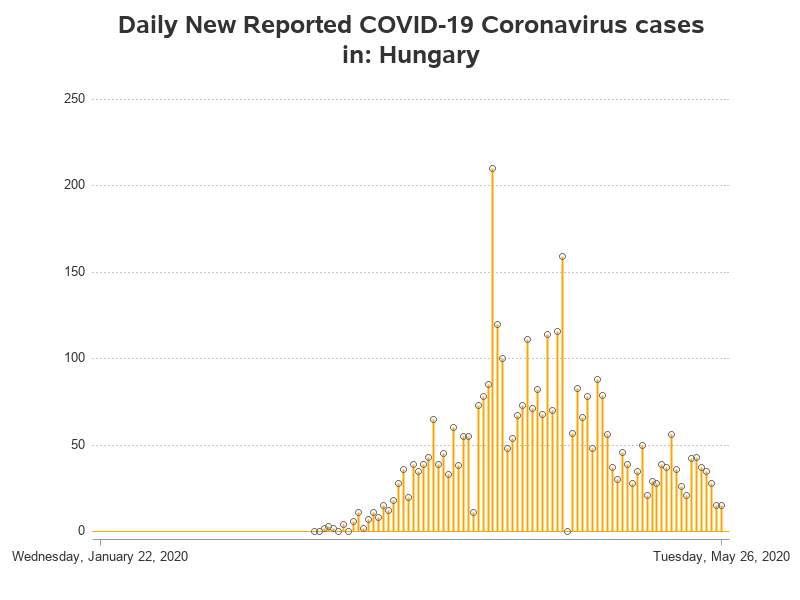 Daily New Reported COVID-19 Coronavirus cases
in: Hungary
250
200
150
100
50
0
Wednesday, January 22, 2020
Tuesday, May 26, 2020